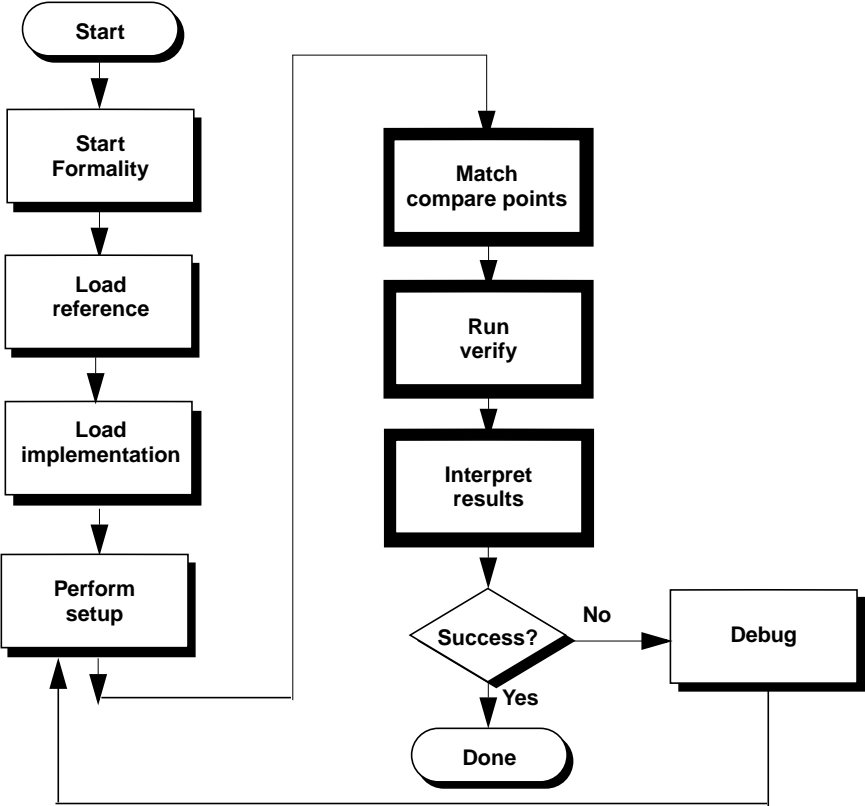 Start
Start
Formality
Load
reference
Load
implementation
Perform
setup
Match
compare points
Run
verify
Interpret
results
Success?
No
Debug
Yes
Done